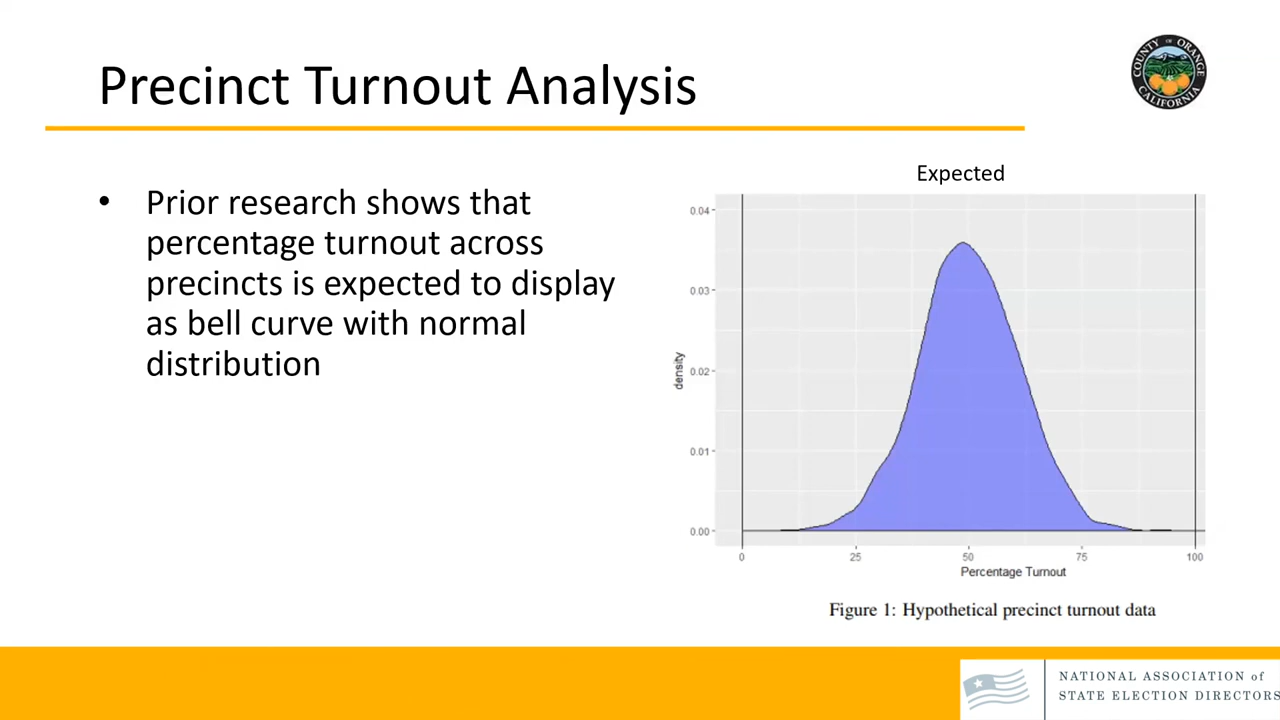 Precinct Turnout Analysis
COUNTY OF ORANGE
CALIFORNIA
• Prior research shows that
percentage turnout across
precincts is expected to display
as bell curve with normal
distribution
Expected
0.04
0.03
0.02
0.01
0.00
density
0 25 50 75 100
Percentage Turnout
Figure 1: Hypothetical precinct turnout data
NATIONAL ASSOCIATION of
STATE ELECTION DIRECTORS